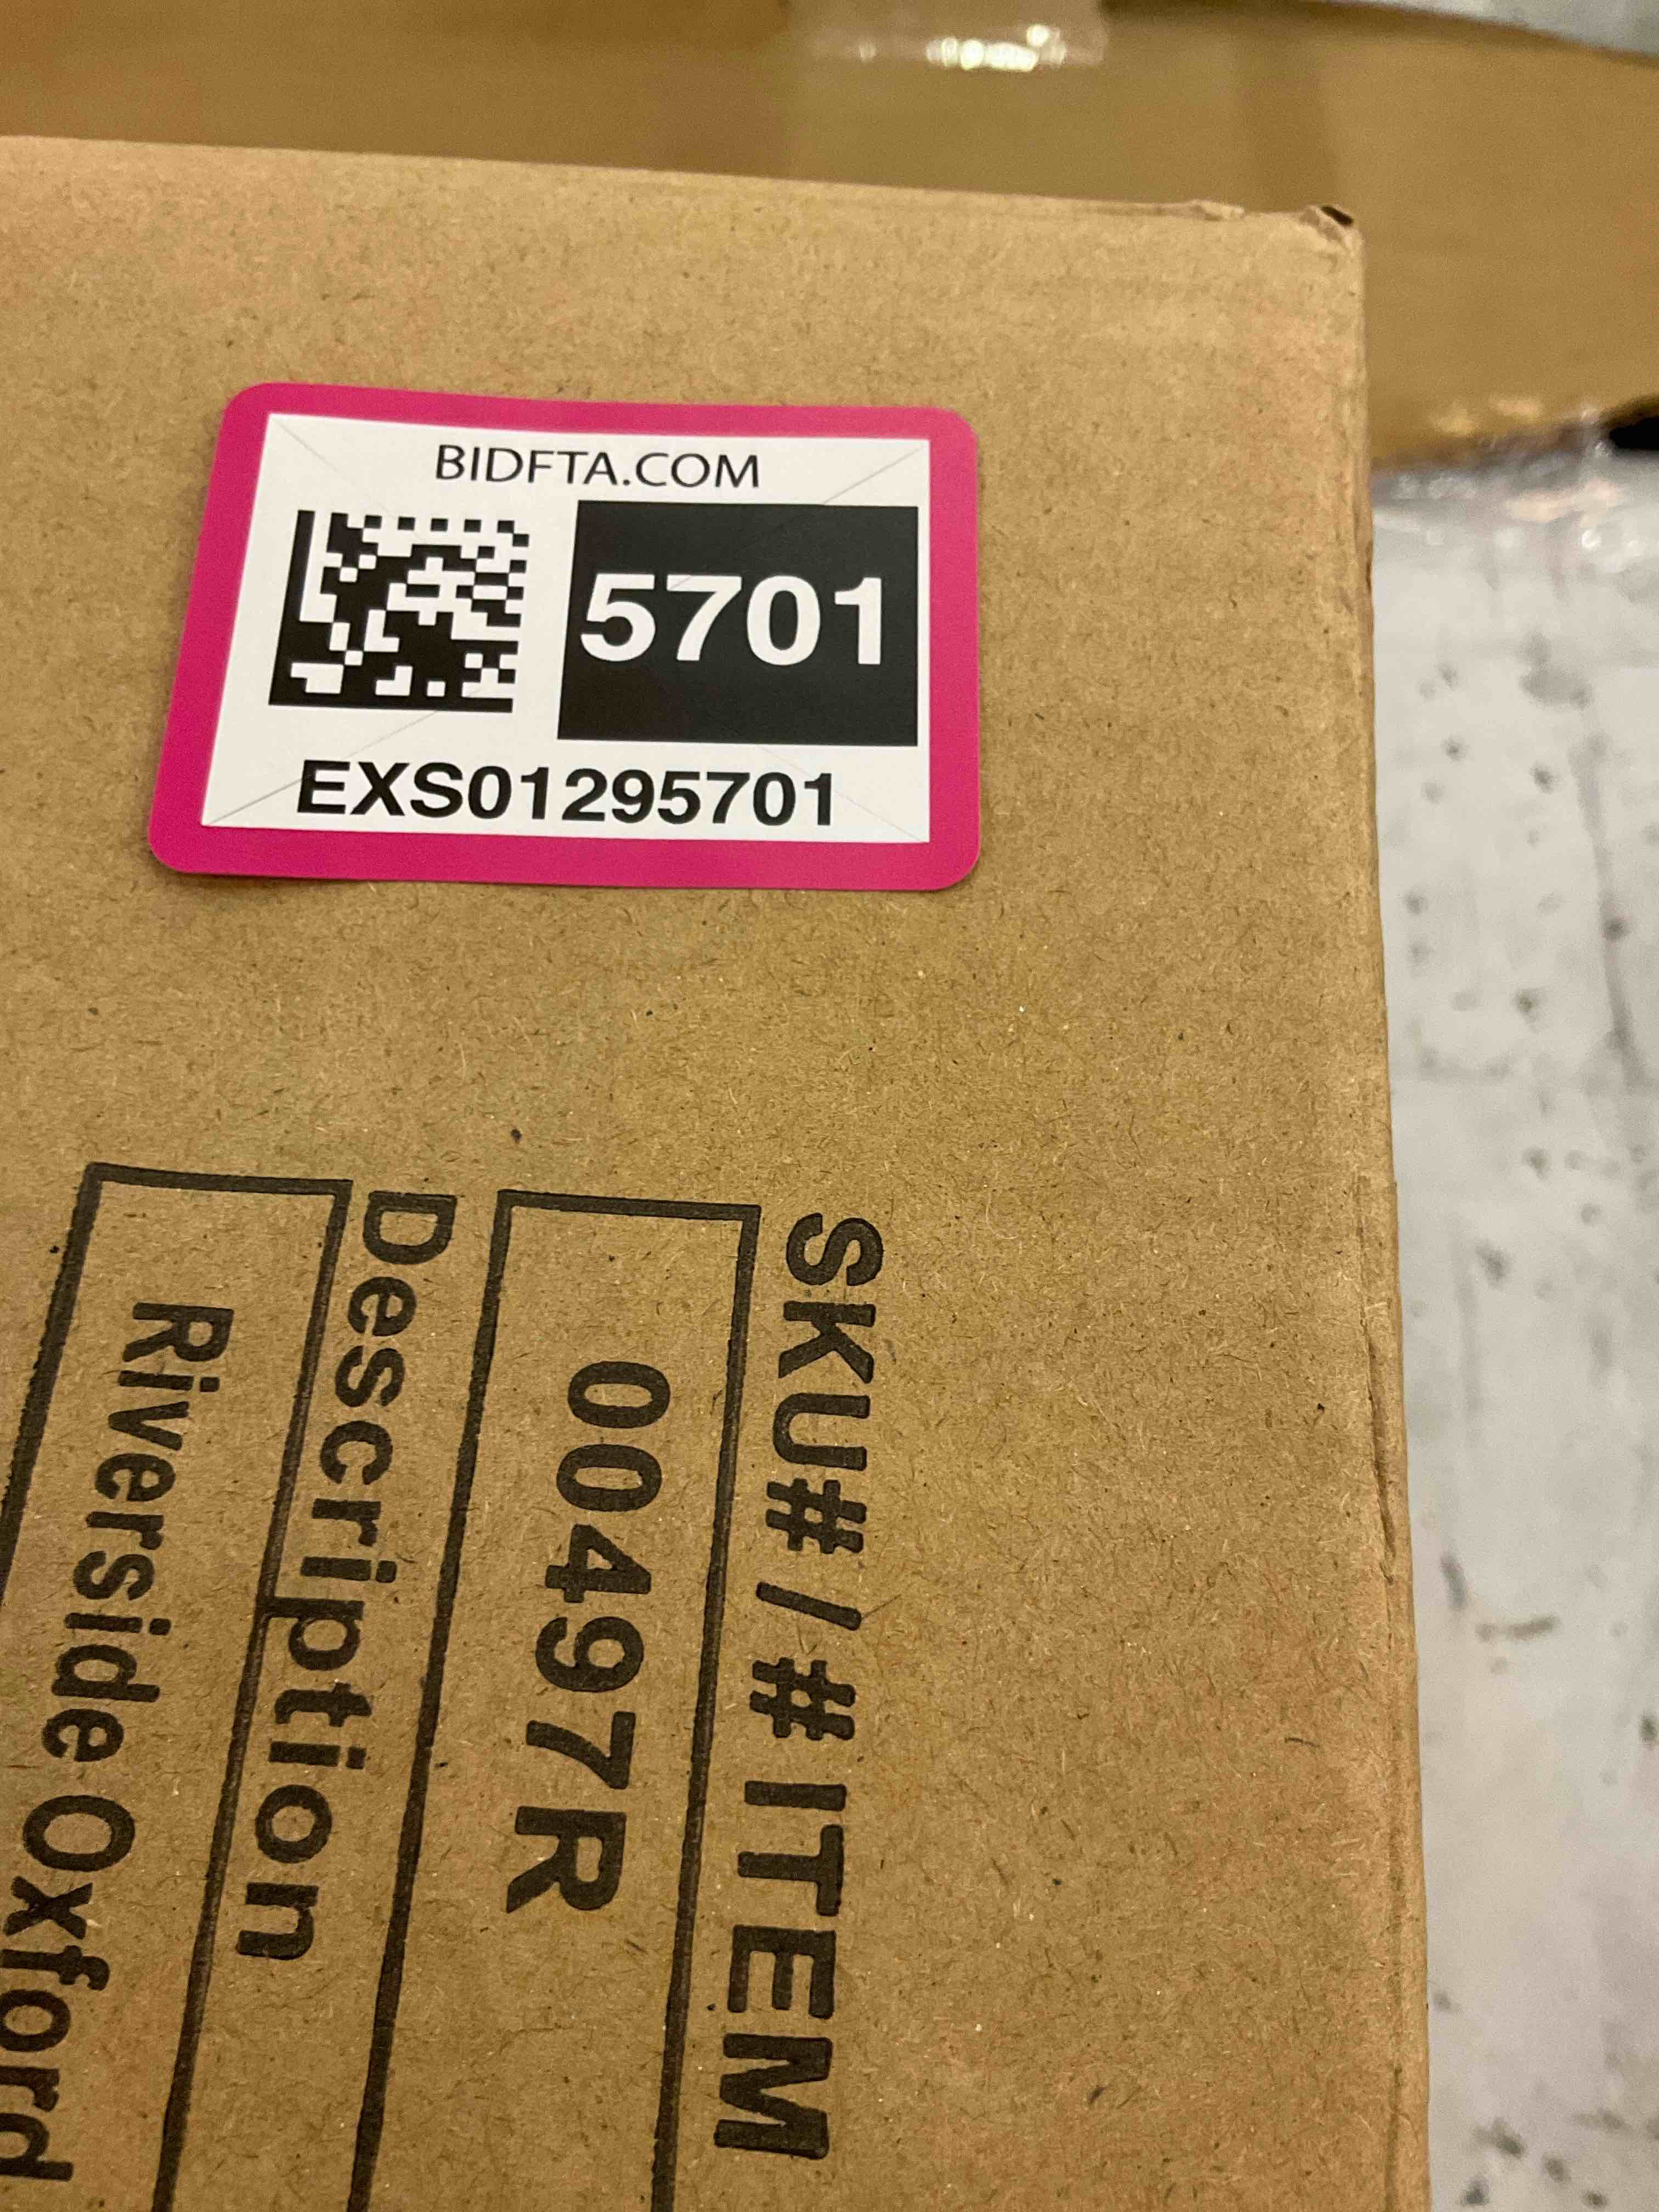 BIDFTA.COM
5701
EXS01295701
SKU# / # ITEM
00497R
Description
Riverside Oxford